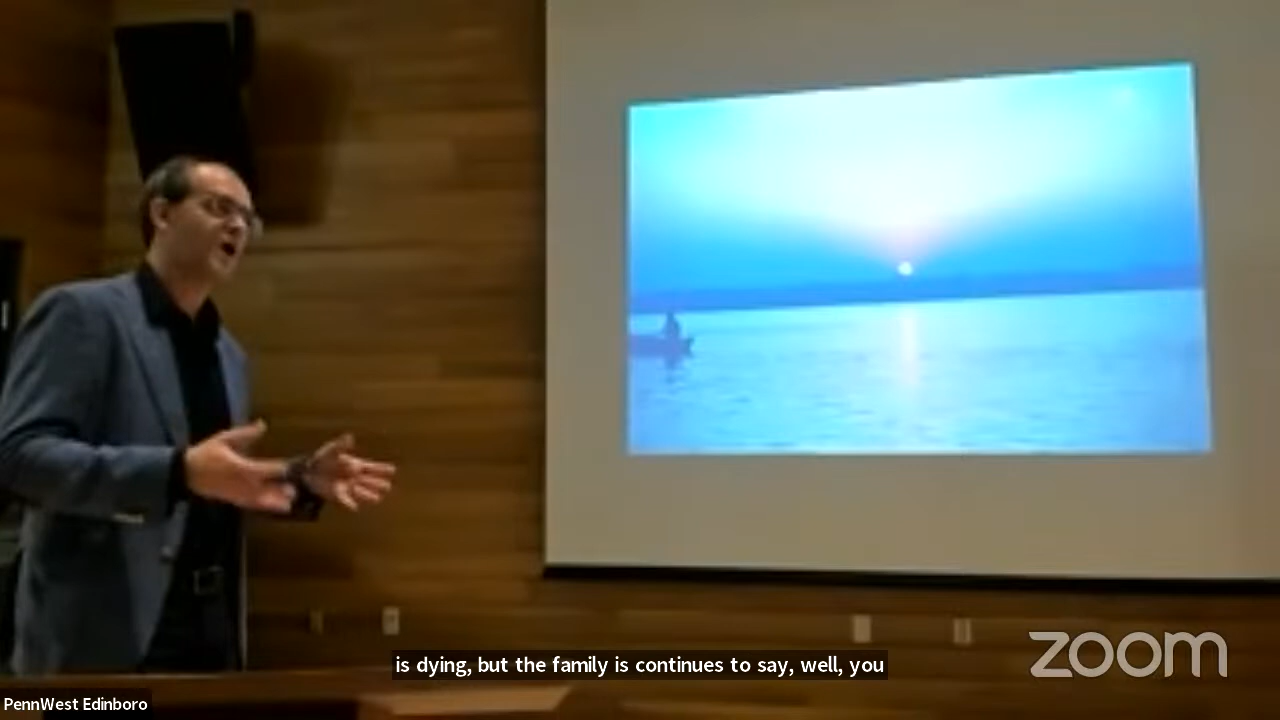 is dying, but the family is continues to say, well, you
zoom
PennWest Edinboro